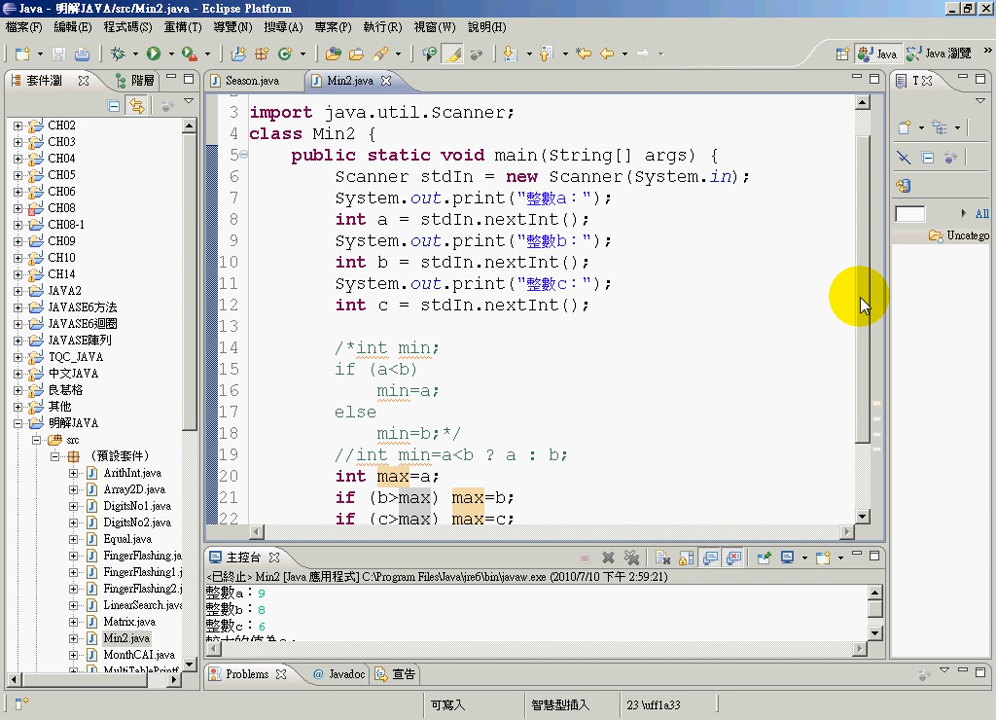 Java - 明解JAVA/src/Min2.java - Eclipse Platform
檔案(F) 編輯(E) 程式碼(S) 重構(T) 導覽(N) 搜尋(A) 專案(P) 執行(R) 視窗(W) 說明(H)
Java Java 瀏覽 »
套件瀏 階層
Season.java Min2.java
T
CH02
CH03
CH04
CH05
CH06
CH08
CH08-1
CH09
CH10
CH14
JAVA2
JAVASE6方法
JAVASE6迴圈
JAVASE陣列
TQC_JAVA
中文JAVA
良葛格
其他
明解JAVA
src
(預設套件)
ArithInt.java
Array2D.java
DigitsNo1.java
DigitsNo2.java
Equal.java
FingerFlashing.ja
FingerFlashing1.j
FingerFlashing2.j
LinearSearch.java
Matrix.java
Min2.java
MonthCAI.java
MultiTablePrintf
3 import java.util.Scanner;
4 class Min2 {
5 public static void main(String[] args) {
6 Scanner stdIn = new Scanner(System.in);
7 System.out.print("整數a：");
8 int a = stdIn.nextInt();
9 System.out.print("整數b：");
10 int b = stdIn.nextInt();
11 System.out.print("整數c：");
12 int c = stdIn.nextInt();
13
14 /*int min;
15 if (a<b)
16 min=a;
17 else
18 min=b;*/
19 //int min=a<b ? a : b;
20 int max=a;
21 if (b>max) max=b;
22 if (c>max) max=c;
All
Uncatego
主控台
<已終止> Min2 [Java 應用程式] C:\Program Files\Java\jre6\bin\javaw.exe (2010/7/10 下午 2:59:21)
整數a：9
整數b：8
整數c：6
Problems @ Javadoc 宣告
可寫入 智慧型插入 23 \uff1a33